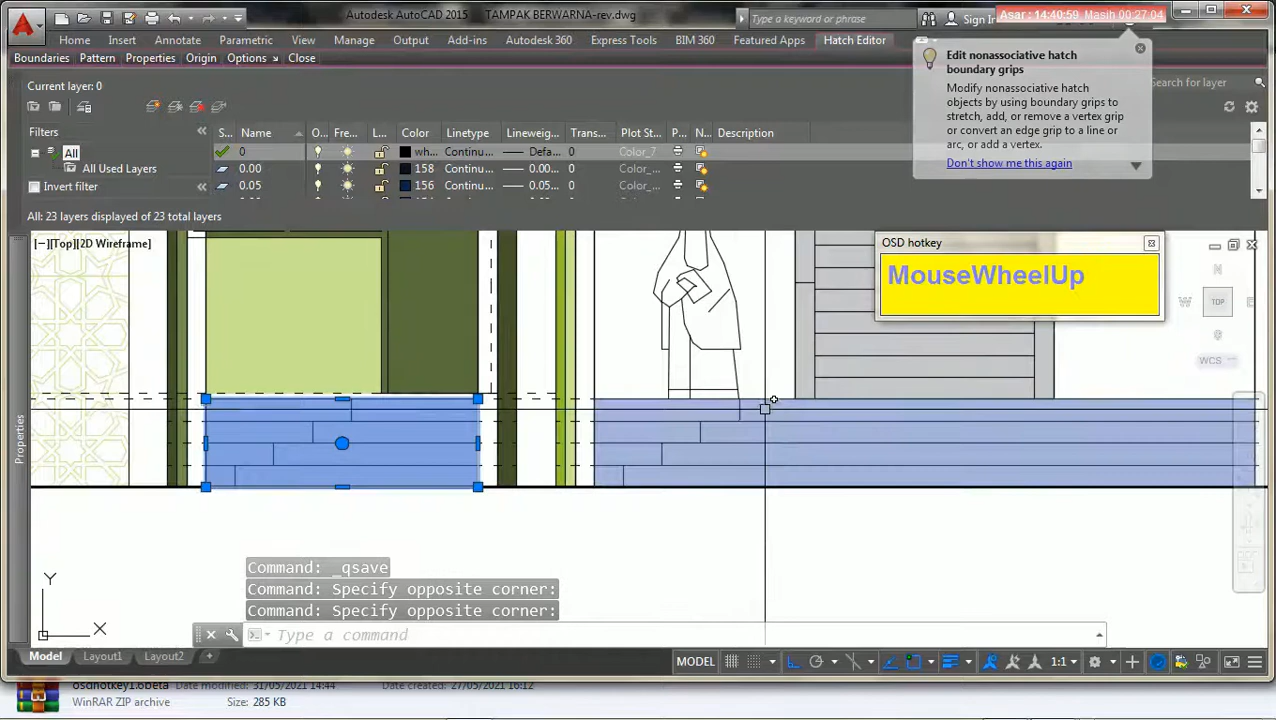 Autodesk AutoCAD 2015 TAMPAK BERWARNA-rev.dwg
Type a keyword or phrase
Sign In
Asar : 14:40:59 Masih 00:27:04
Home Insert Annotate Parametric View Manage Output Add-ins Autodesk 360 Express Tools BIM 360 Featured Apps Hatch Editor
Boundaries Pattern Properties Origin Options Close
Edit nonassociative hatch
boundary grips
Modify nonassociative hatch
objects by using boundary grips to
stretch, add, or remove a vertex grip
or convert an edge grip to a line or
arc, or add a vertex.
Don't show me this again
Current layer: 0
Search for layer
Filters
S... Name O. Fre... L... Color Linetype Lineweig... Trans... Plot St... P... N... Description
All
All Used Layers
Invert filter
0 wh... Continu... Defa... 0 Color_7
0.00 158 Continu... 0.00... 0 Color_...
0.05 156 Continu... 0.05... 0 Color_...
All: 23 layers displayed of 23 total layers
[−][Top][2D Wireframe]
OSD hotkey
MouseWheelUp
N
W TOP E
S
WCS
Properties
Command: _qsave
Command: Specify opposite corner:
Command: Specify opposite corner:
Y
X
Type a command
Model Layout1 Layout2 +
MODEL 1:1
osdhotkey1.6beta Date modified: 31/05/2021 14:44 Date created: 27/05/2021 16:12
WinRAR ZIP archive Size: 285 KB